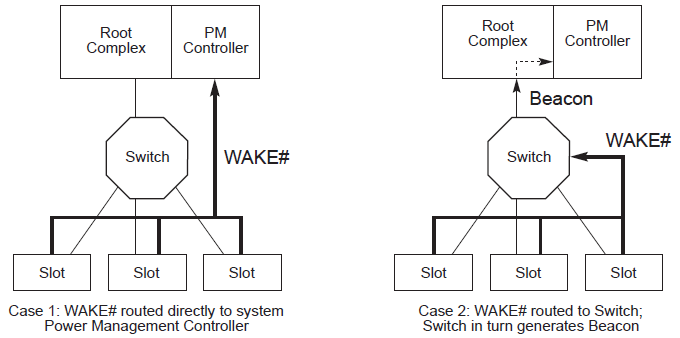 Root
Complex
PM
Controller
Switch
WAKE#
Slot
Slot
Slot
Case 1: WAKE# routed directly to system
Power Management Controller
Root
Complex
PM
Controller
Beacon
WAKE#
Switch
Slot
Slot
Slot
Case 2: WAKE# routed to Switch;
Switch in turn generates Beacon